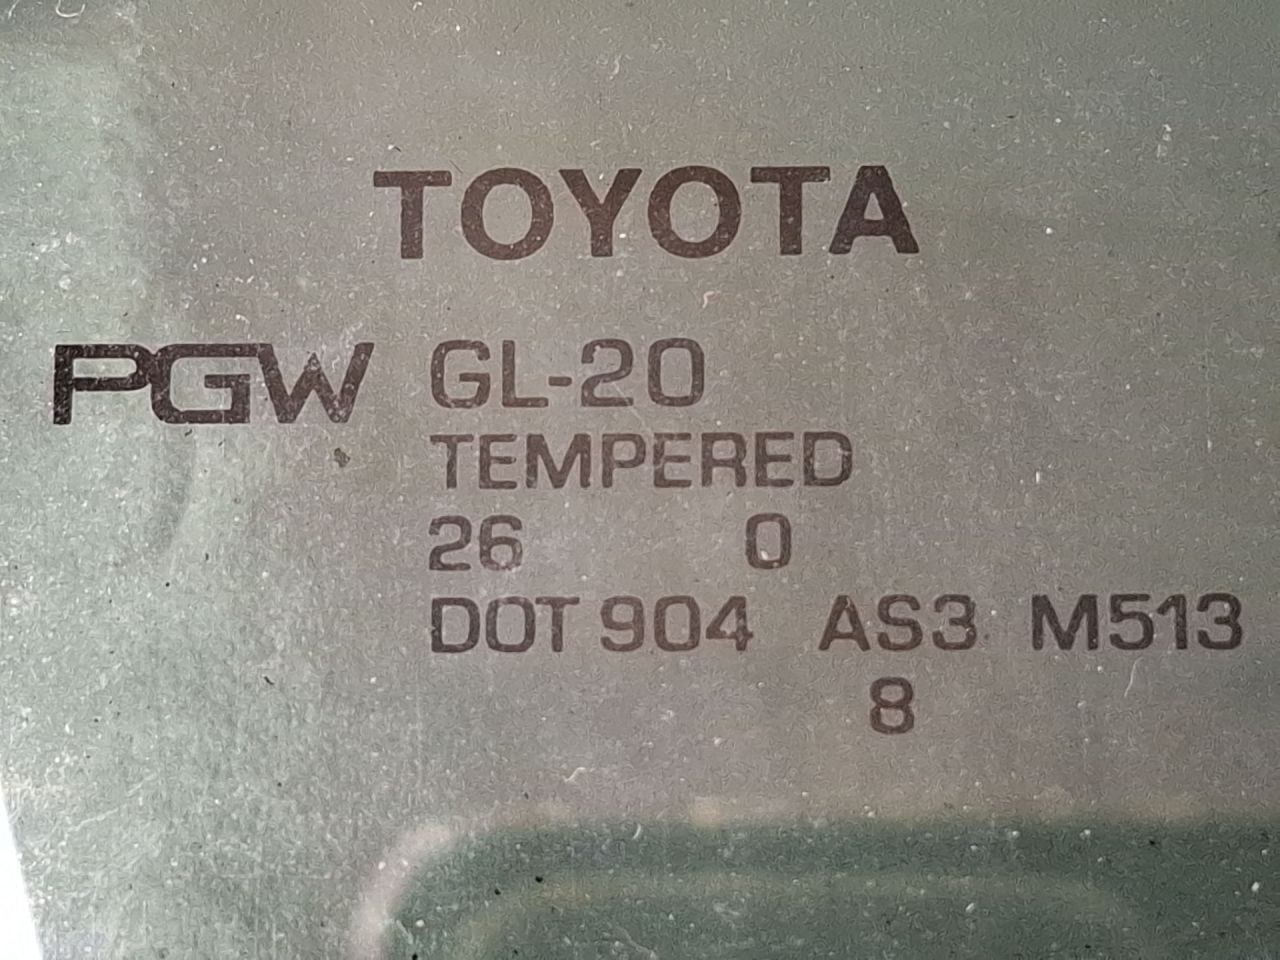 TOYOTA
PGW GL-20
TEMPERED
26 0
DOT 904 AS3 M513
8